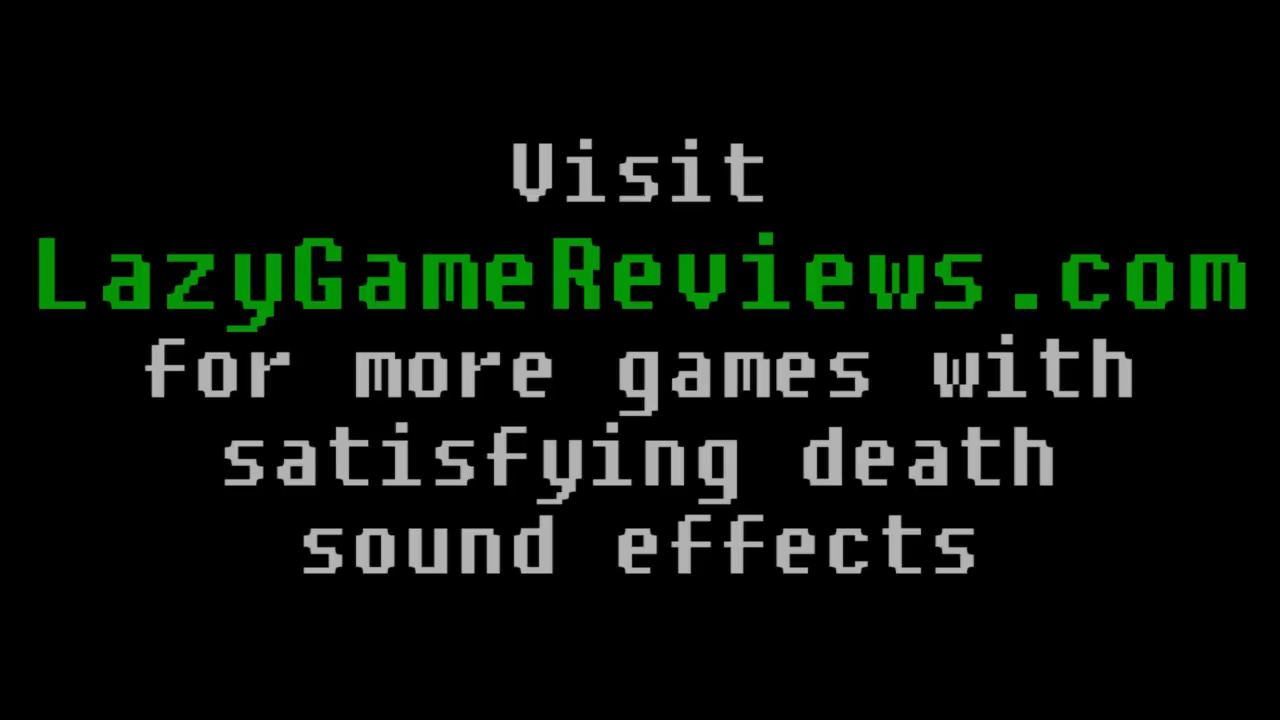 Visit
LazyGameReviews.com
for more games with
satisfying death
sound effects